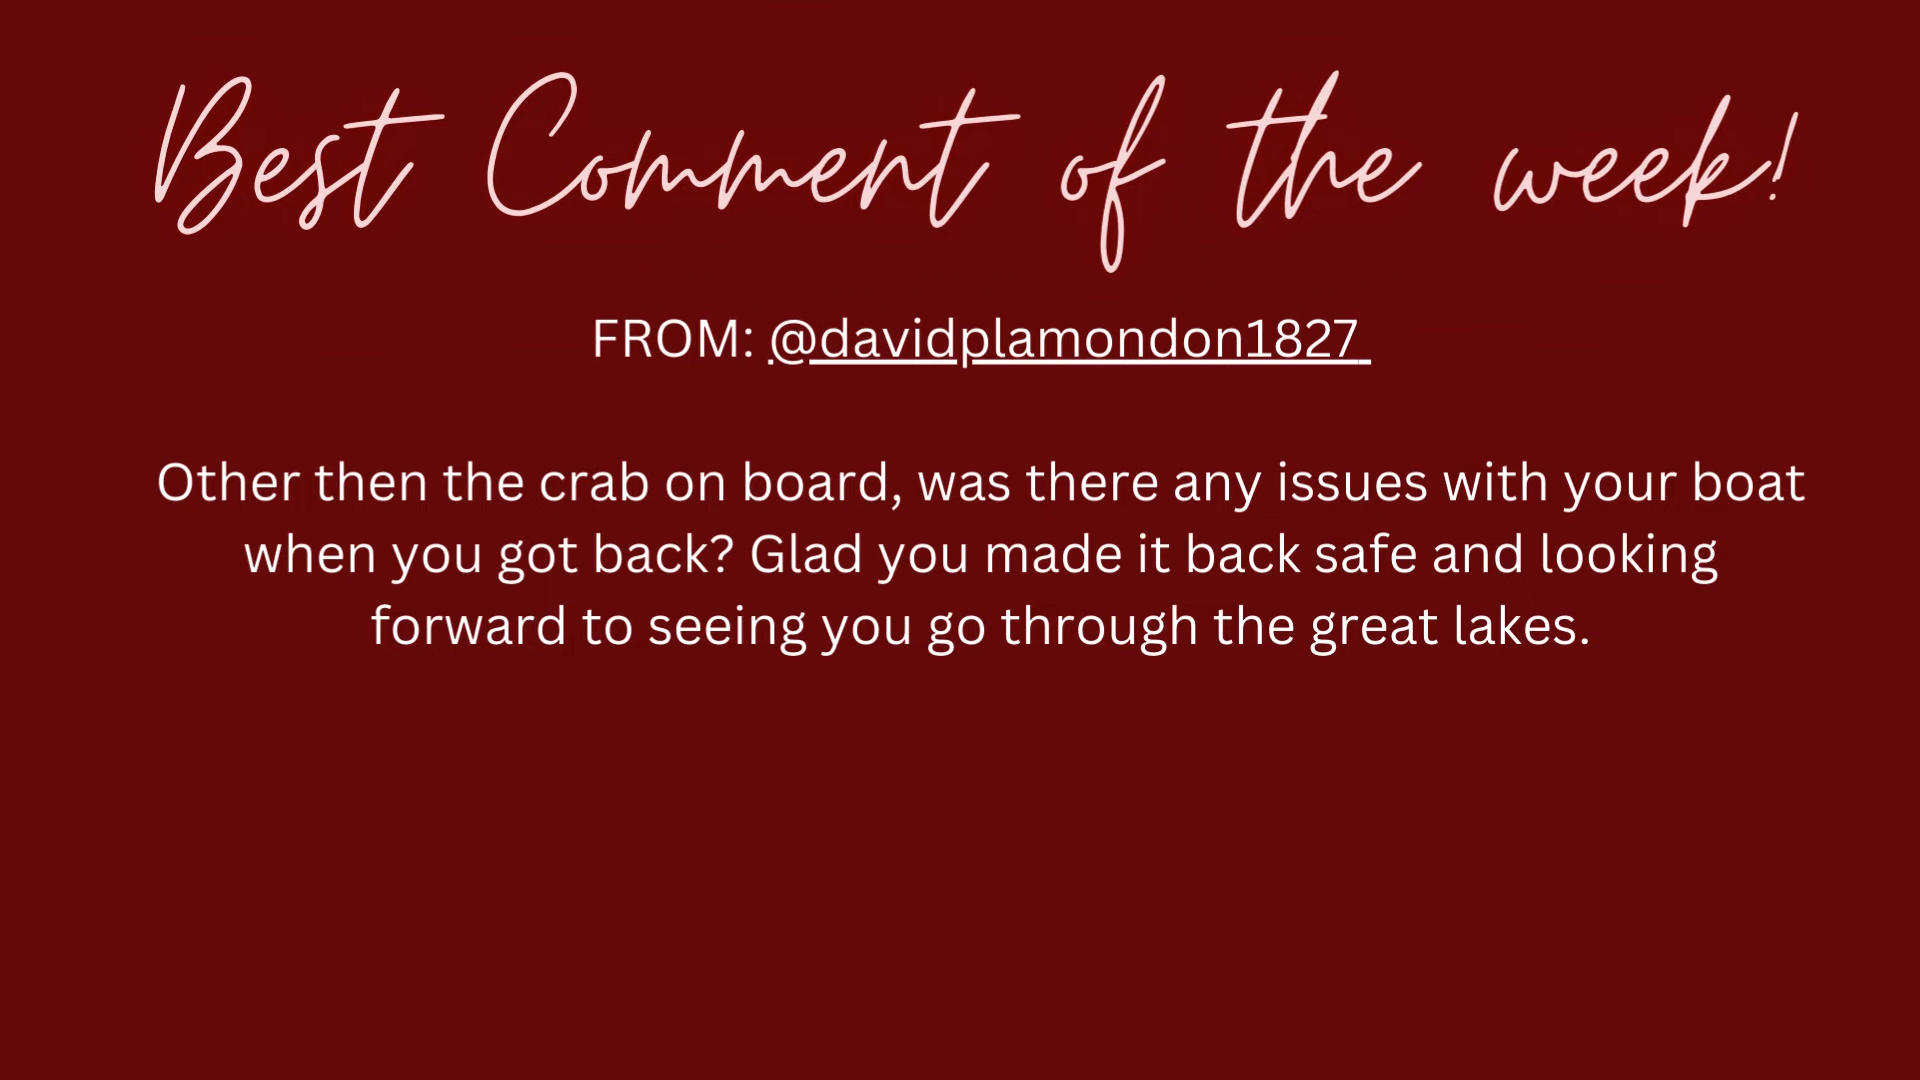 Best Comment of the week!
FROM: @davidplamondon1827
Other then the crab on board, was there any issues with your boat
when you got back? Glad you made it back safe and looking
forward to seeing you go through the great lakes.